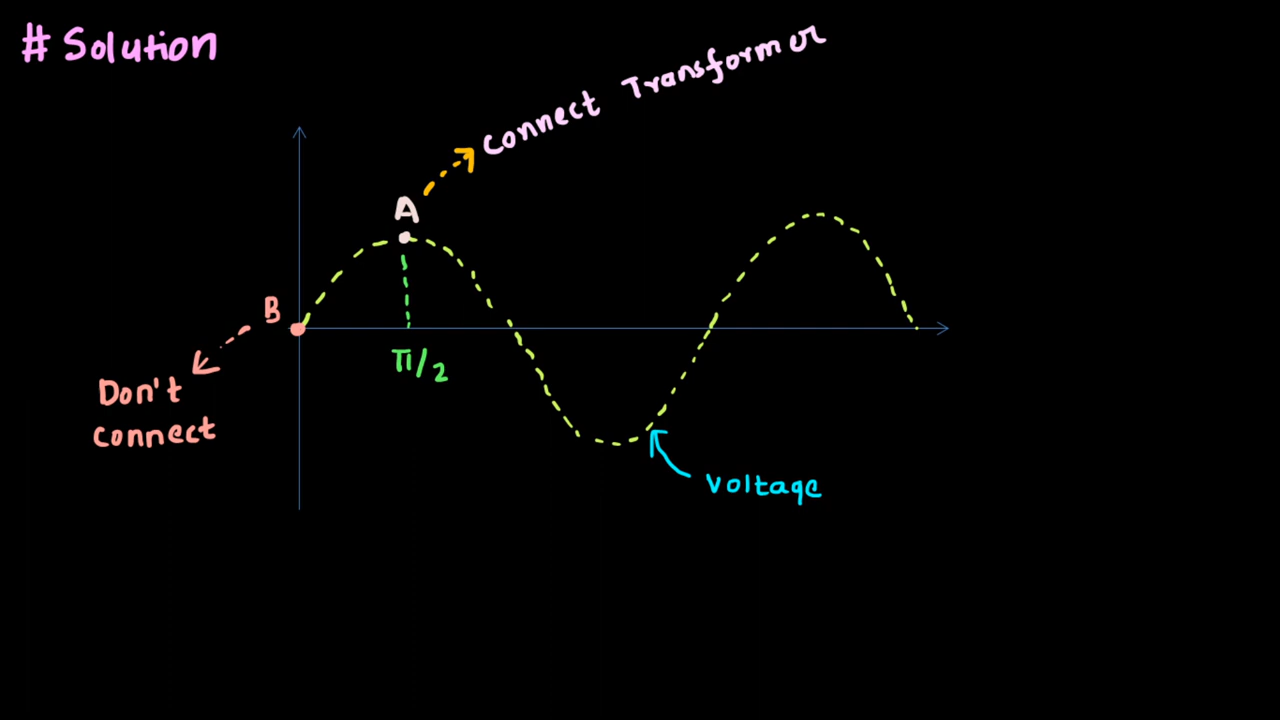 # Solution
Connect Transformer
A
B
π/2
Don't
connect
Voltage